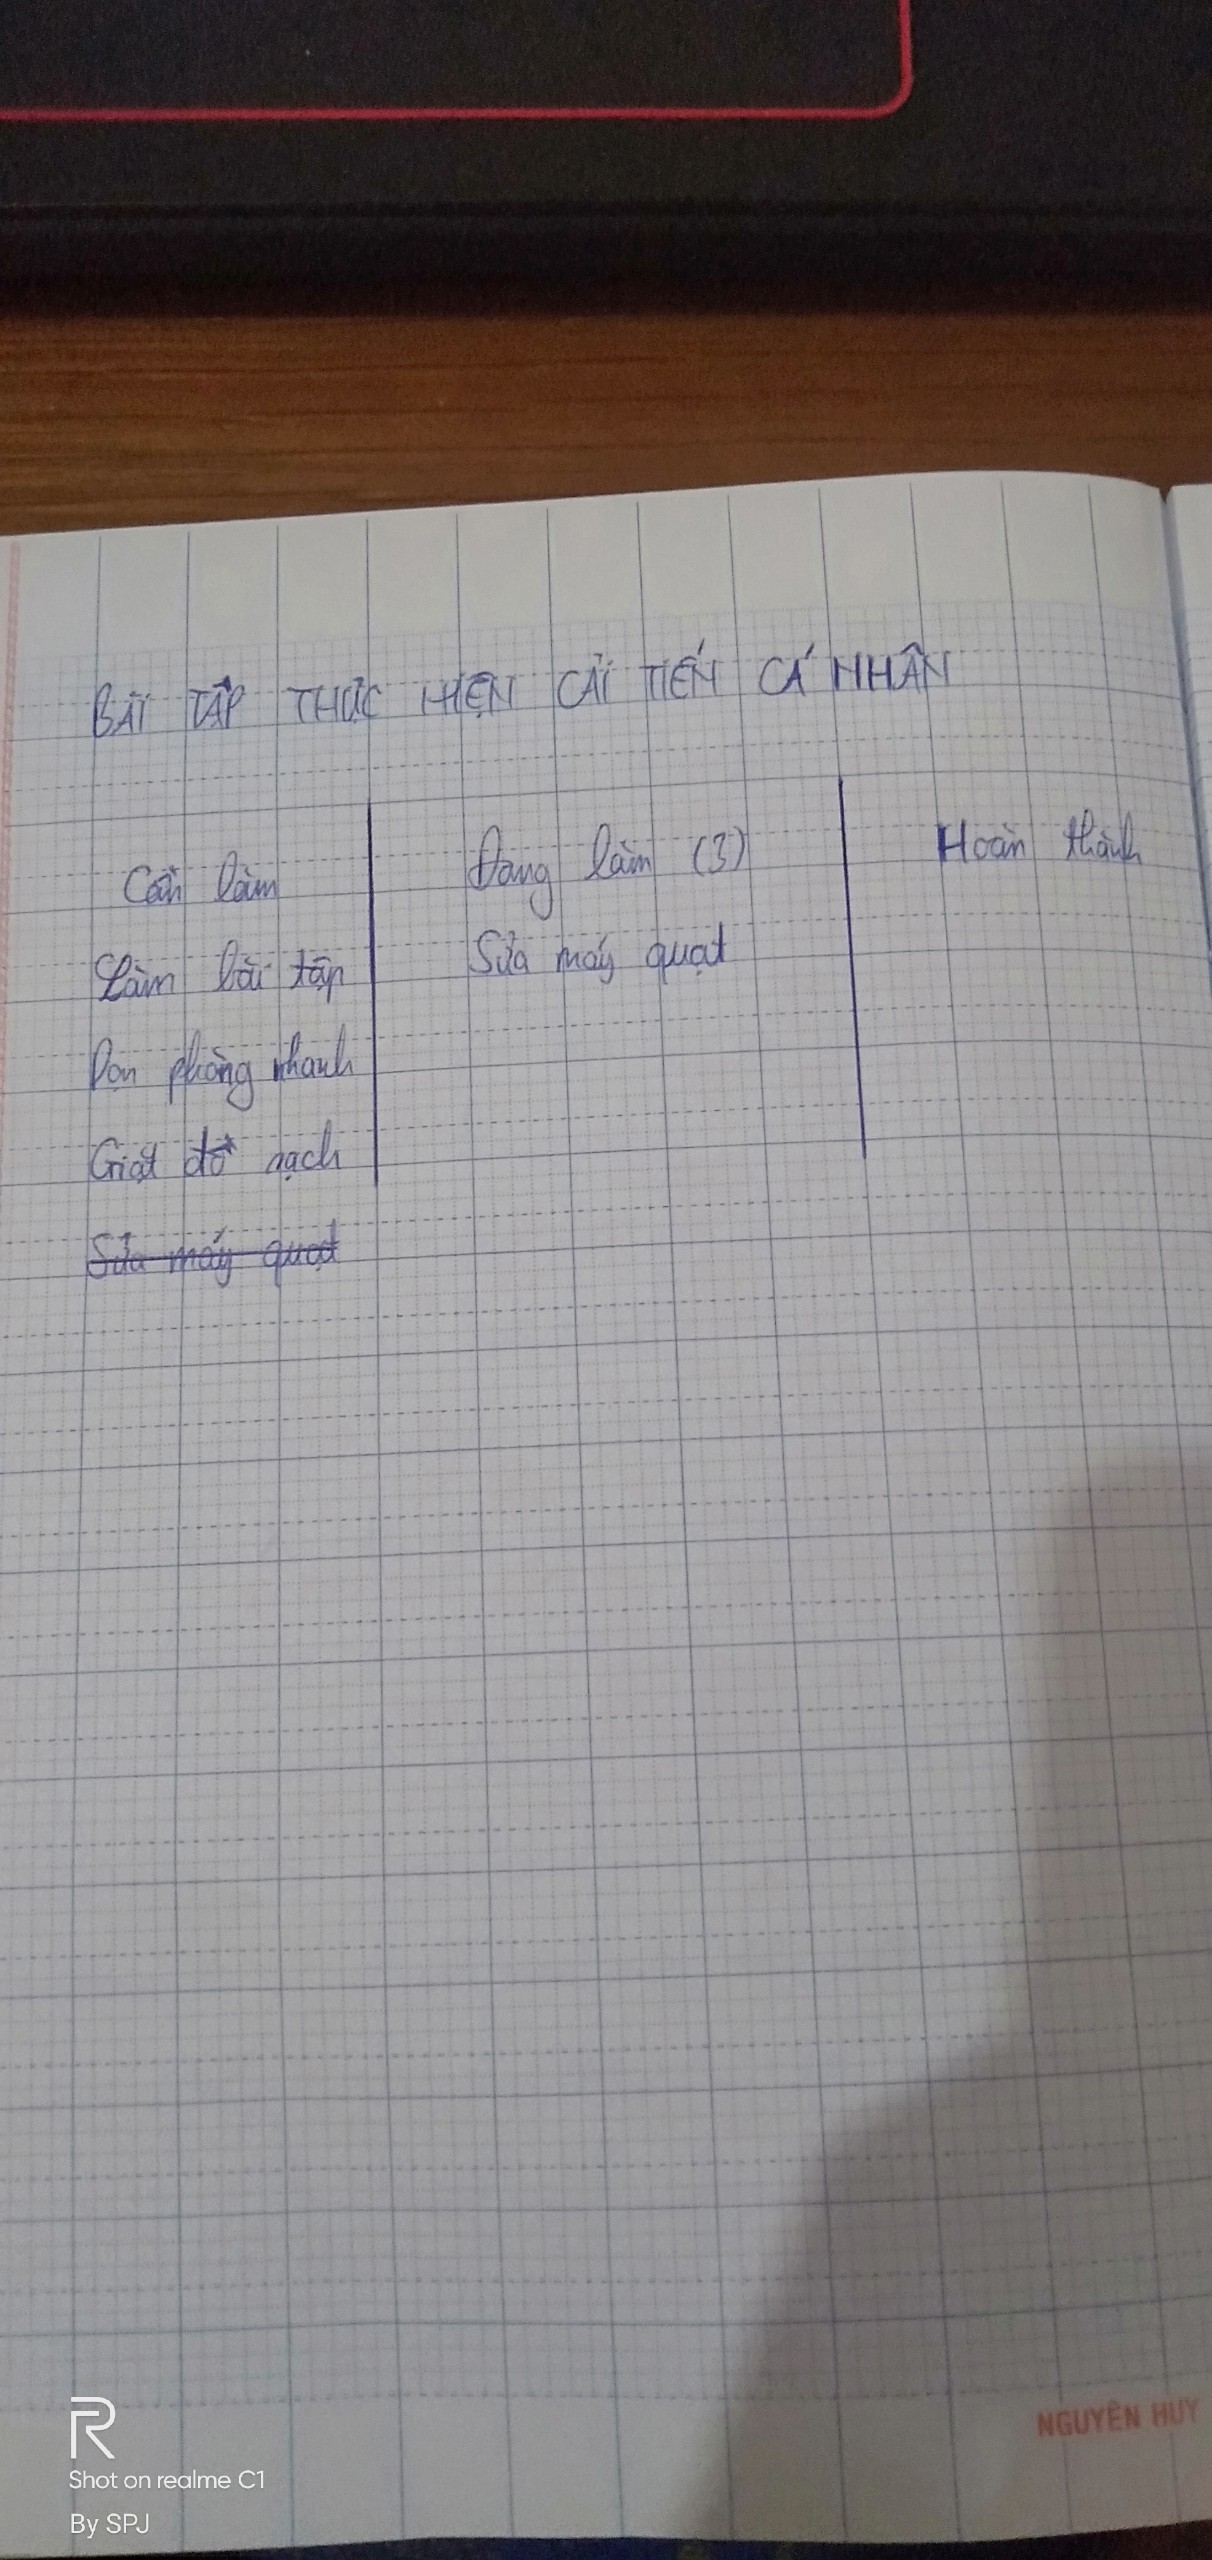 BÀI TẬP THỰC HIỆN CẢI TIẾN CÁ NHÂN
Cần làm
Đang làm (3)
Hoàn thành
Làm bài tập
Sửa máy quạt
Dọn phòng nhanh
Giặt đồ sạch
Sửa máy quạt
NGUYÊN HUY
R
Shot on realme C1
By SPJ